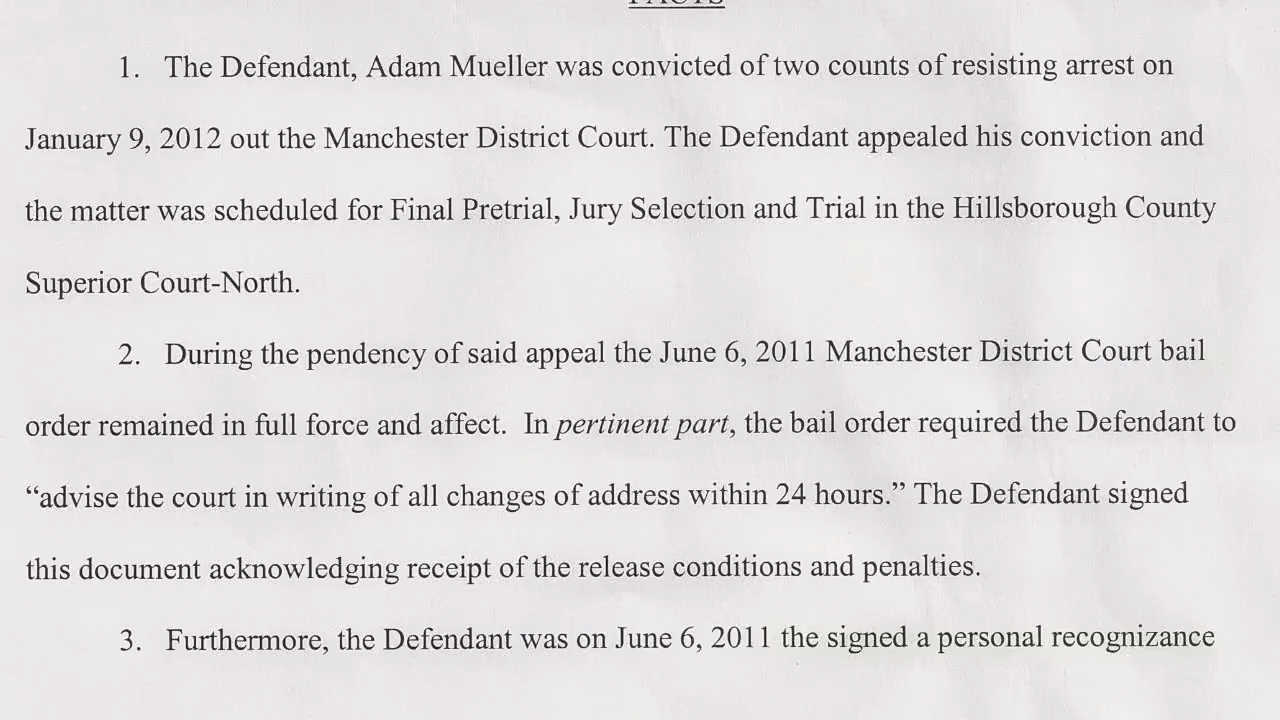 FACTS
1. The Defendant, Adam Mueller was convicted of two counts of resisting arrest on
January 9, 2012 out the Manchester District Court. The Defendant appealed his conviction and
the matter was scheduled for Final Pretrial, Jury Selection and Trial in the Hillsborough County
Superior Court-North.
2. During the pendency of said appeal the June 6, 2011 Manchester District Court bail
order remained in full force and affect. In pertinent part, the bail order required the Defendant to
“advise the court in writing of all changes of address within 24 hours.” The Defendant signed
this document acknowledging receipt of the release conditions and penalties.
3. Furthermore, the Defendant was on June 6, 2011 the signed a personal recognizance